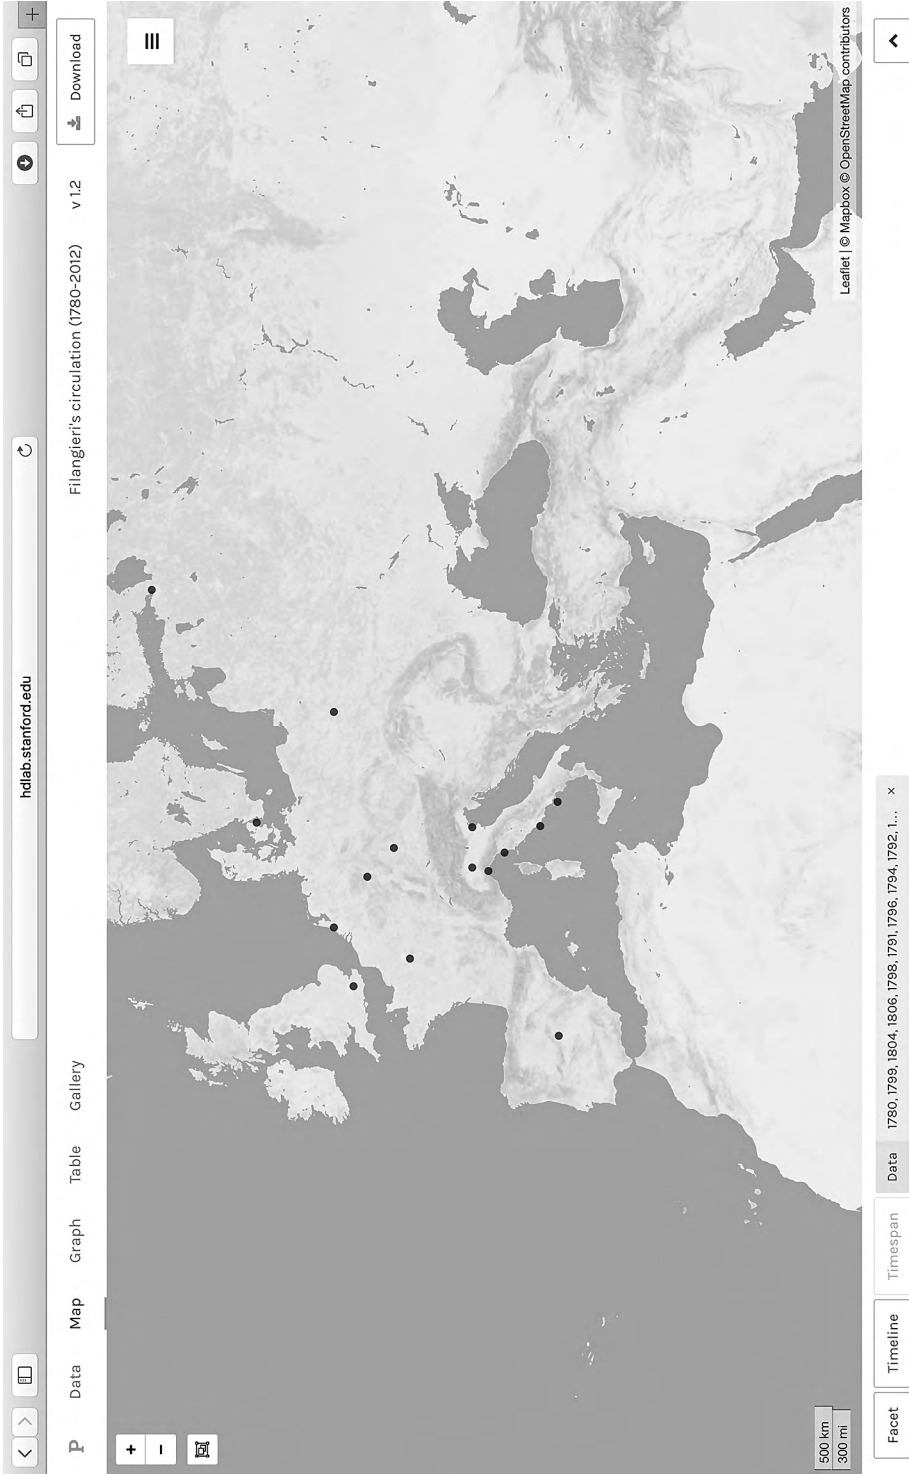 hdlab.stanford.edu
P Data Map Graph Table Gallery Filangieri's circulation (1780-2012) v 1.2 Download
+
−
500 km
300 mi
Leaflet | © Mapbox © OpenStreetMap contributors
Facet Timeline Timespan Data 1780, 1799, 1804, 1806, 1798, 1791, 1796, 1794, 1792, 1... ×